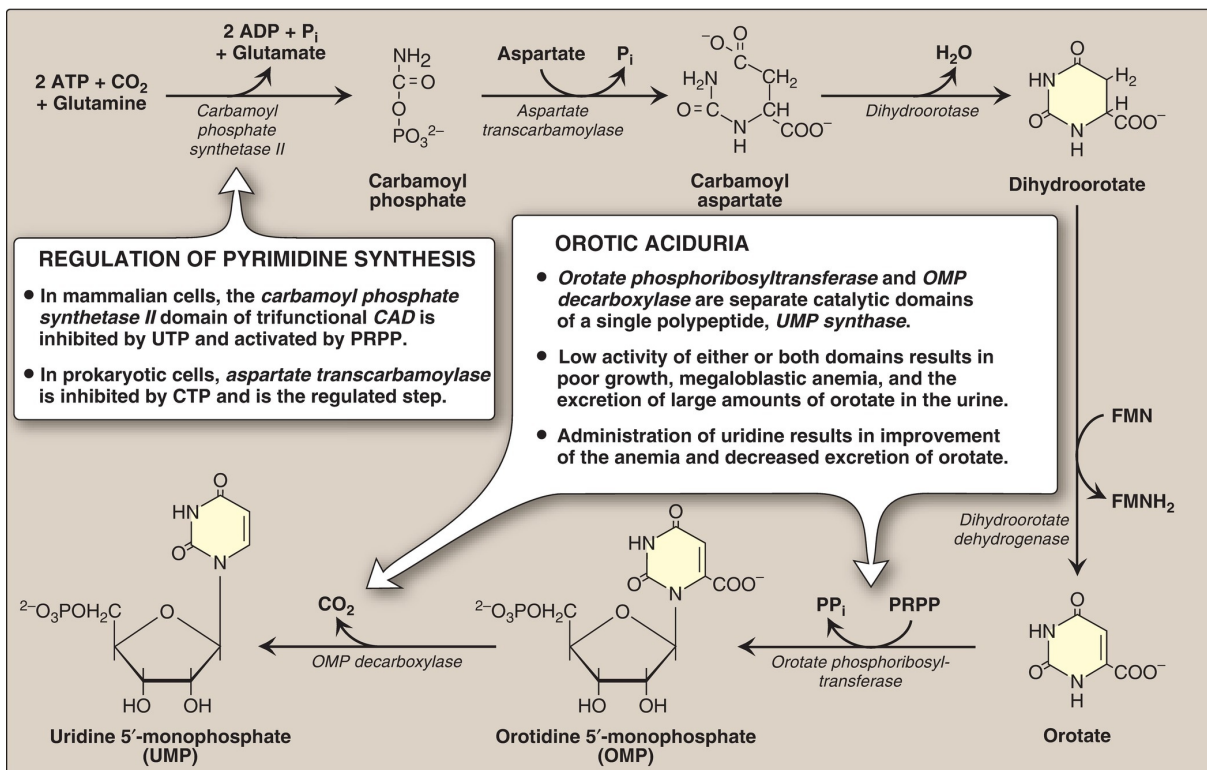 2 ADP + Pi
+ Glutamate
2 ATP + CO2
+ Glutamine
Carbamoyl
phosphate
synthetase II
NH2
C=O
O
PO3 2–
Carbamoyl
phosphate
Aspartate
Pi
Aspartate
transcarbamoylase
–O
O
C
CH2
H2N
O=C
CH
N
H
COO–
Carbamoyl
aspartate
H2O
Dihydroorotase
O
HN
H2
H
O
N
H
COO–
Dihydroorotate
REGULATION OF PYRIMIDINE SYNTHESIS
• In mammalian cells, the carbamoyl phosphate
synthetase II domain of trifunctional CAD is
inhibited by UTP and activated by PRPP.
• In prokaryotic cells, aspartate transcarbamoylase
is inhibited by CTP and is the regulated step.
OROTIC ACIDURIA
• Orotate phosphoribosyltransferase and OMP
decarboxylase are separate catalytic domains
of a single polypeptide, UMP synthase.
• Low activity of either or both domains results in
poor growth, megaloblastic anemia, and the
excretion of large amounts of orotate in the urine.
• Administration of uridine results in improvement
of the anemia and decreased excretion of orotate.
FMN
FMNH2
Dihydroorotate
dehydrogenase
O
HN
O
N
2–O3POH2C
O
HO OH
Uridine 5′-monophosphate
(UMP)
CO2
OMP decarboxylase
O
HN
O
N
COO–
2–O3POH2C
O
HO OH
Orotidine 5′-monophosphate
(OMP)
PPi PRPP
Orotate phosphoribosyl-
transferase
O
HN
O
N
H
COO–
Orotate